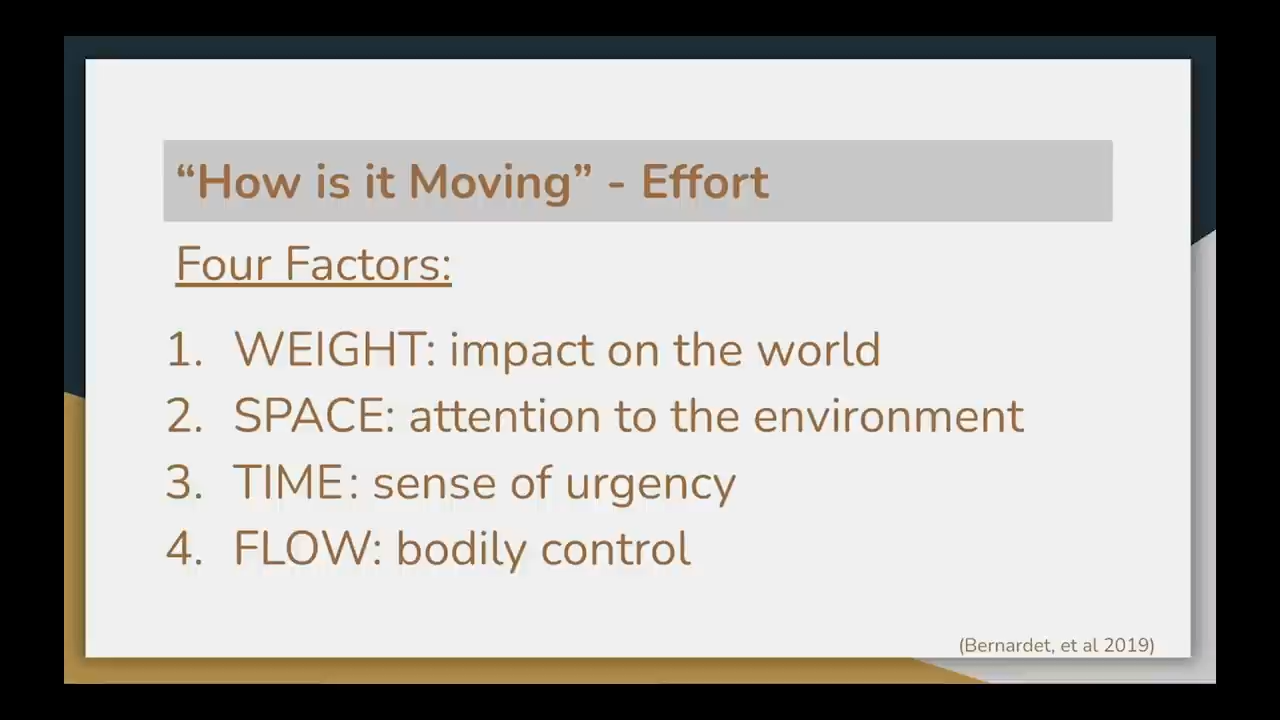 “How is it Moving” - Effort
Four Factors:
1. WEIGHT: impact on the world
2. SPACE: attention to the environment
3. TIME: sense of urgency
4. FLOW: bodily control
(Bernardet, et al 2019)